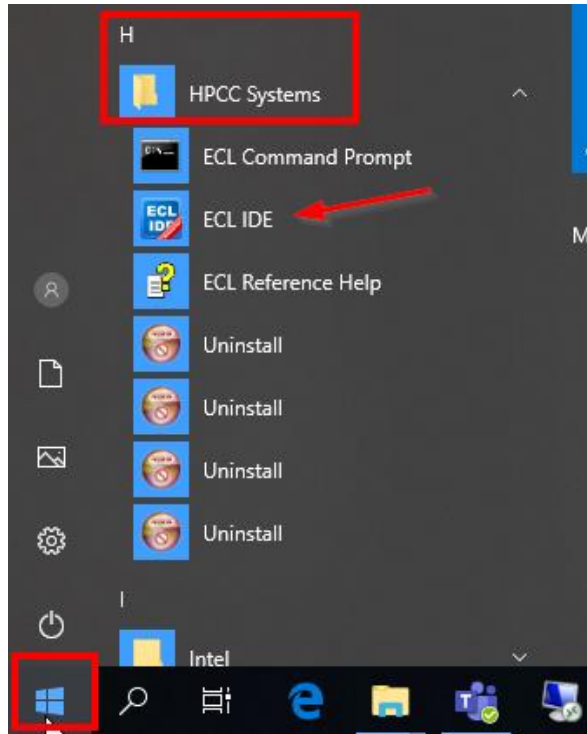 H
HPCC Systems
ECL Command Prompt
ECL
IDE
ECL IDE
ECL Reference Help
Uninstall
Uninstall
Uninstall
Uninstall
I
Intel
M